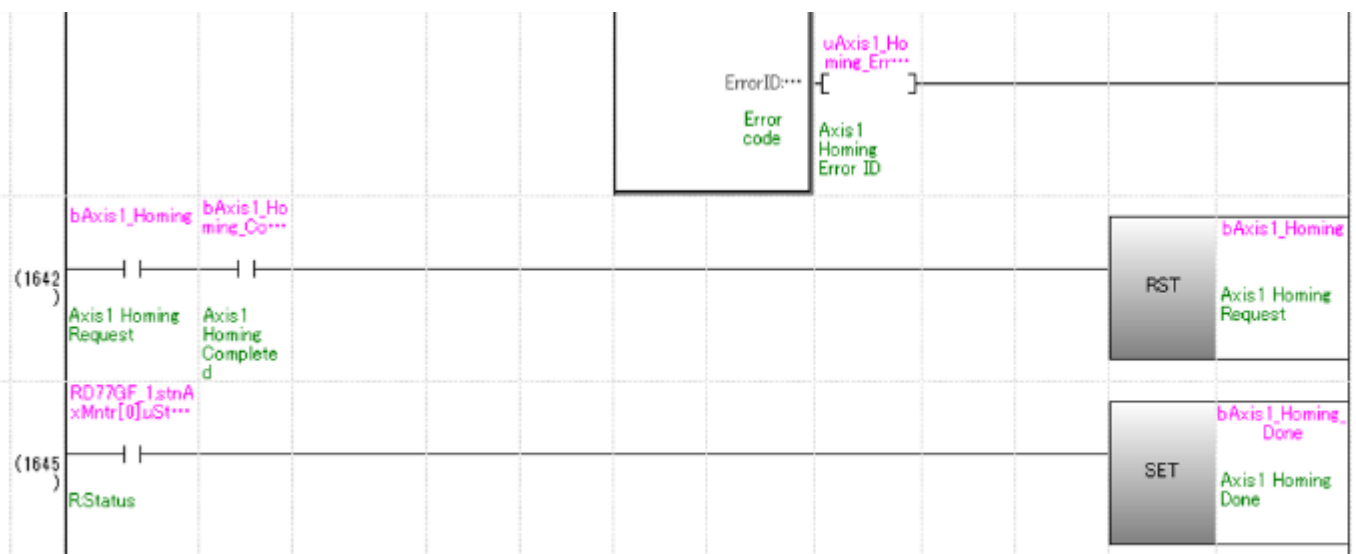 uAxis1_Ho
ming_Err…
ErrorID:…
Error
code
Axis1
Homing
Error ID
bAxis1_Homing
bAxis1_Ho
ming_Co…
bAxis1_Homing
(1642
)
RST
Axis1 Homing
Request
Axis1
Homing
Complete
d
Axis1 Homing
Request
RD77GF_1.stnA
xMntr[0].uSt…
bAxis1_Homing_
Done
(1645
)
SET
R:Status
Axis1 Homing
Done